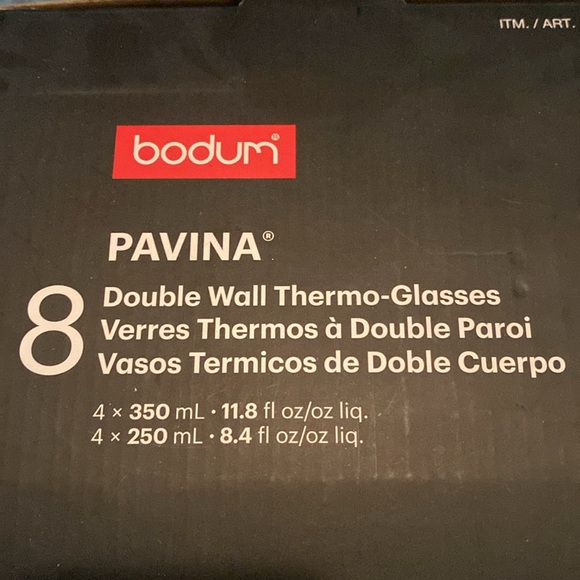 ITM. / ART.
bodum®
PAVINA®
8
Double Wall Thermo-Glasses
Verres Thermos à Double Paroi
Vasos Termicos de Doble Cuerpo
4 × 350 mL · 11.8 fl oz/oz liq.
4 × 250 mL · 8.4 fl oz/oz liq.